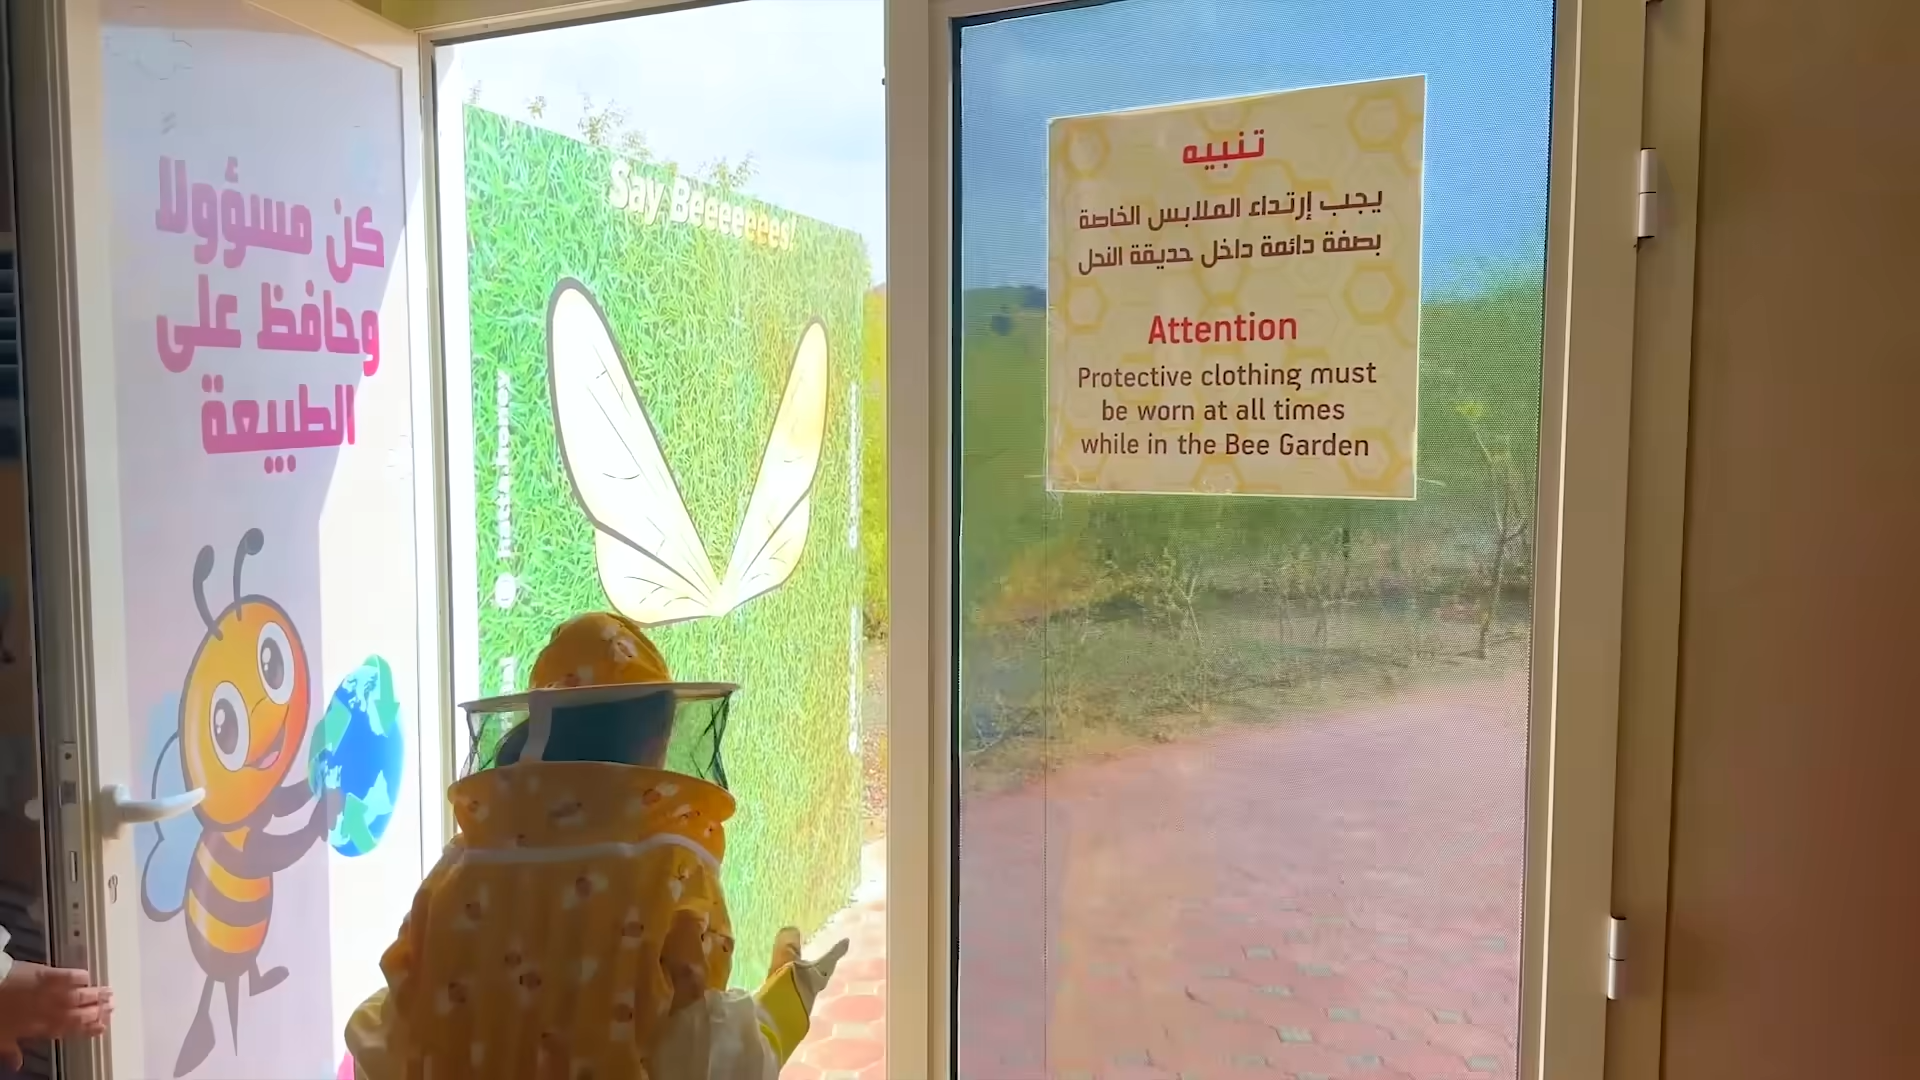 كن مسؤولا
وحافظ على
الطبيعة
Say Beeeeeees!
تنبيه
يجب إرتداء الملابس الخاصة
بصفة دائمة داخل حديقة النحل
Attention
Protective clothing must
be worn at all times
while in the Bee Garden